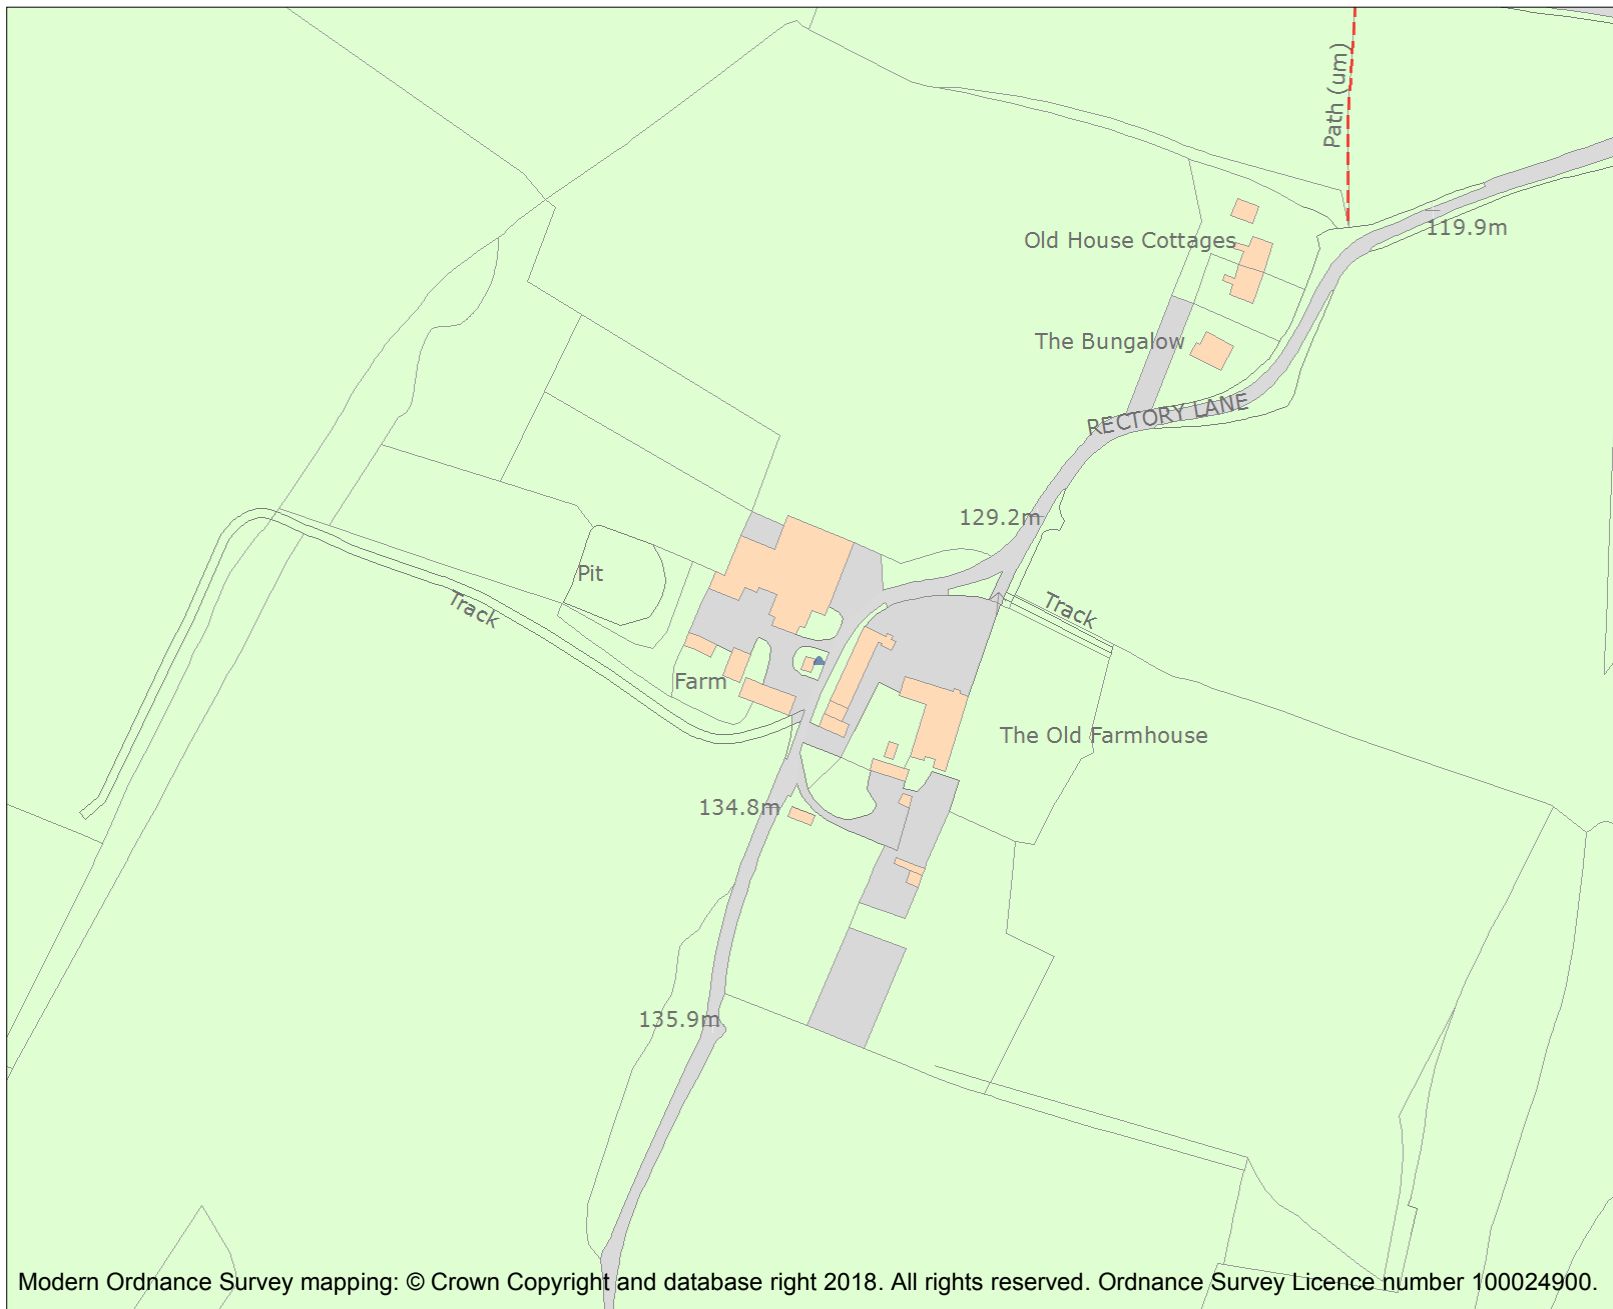 Path (um)
119.9m
Old House Cottages
The Bungalow
RECTORY LANE
129.2m
Pit
Track
Track
Farm
The Old Farmhouse
134.8m
135.9m
Modern Ordnance Survey mapping: © Crown Copyright and database right 2018. All rights reserved. Ordnance Survey Licence number 100024900.